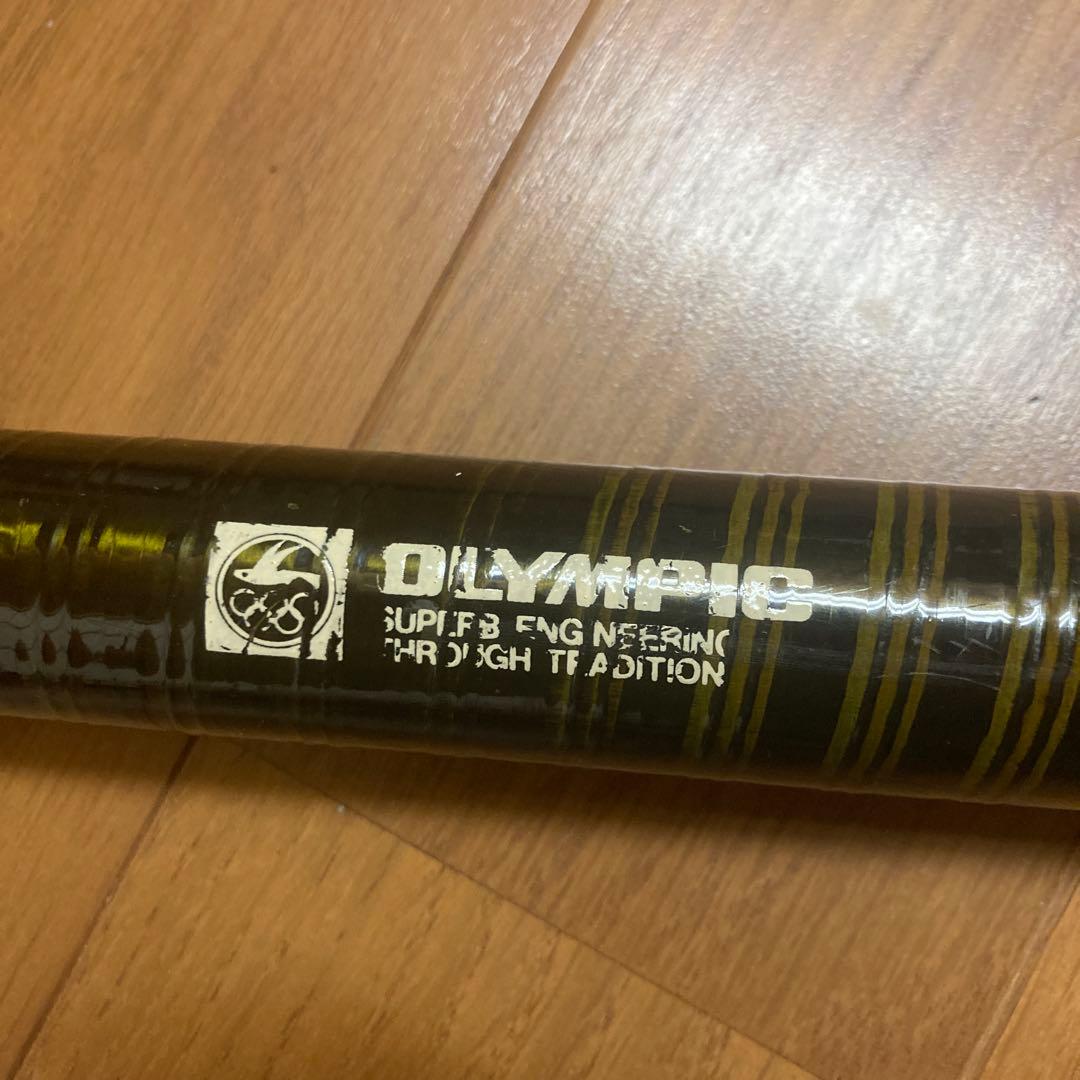 OLYMPIC
SUPERB ENGINEERING
THROUGH TRADITION